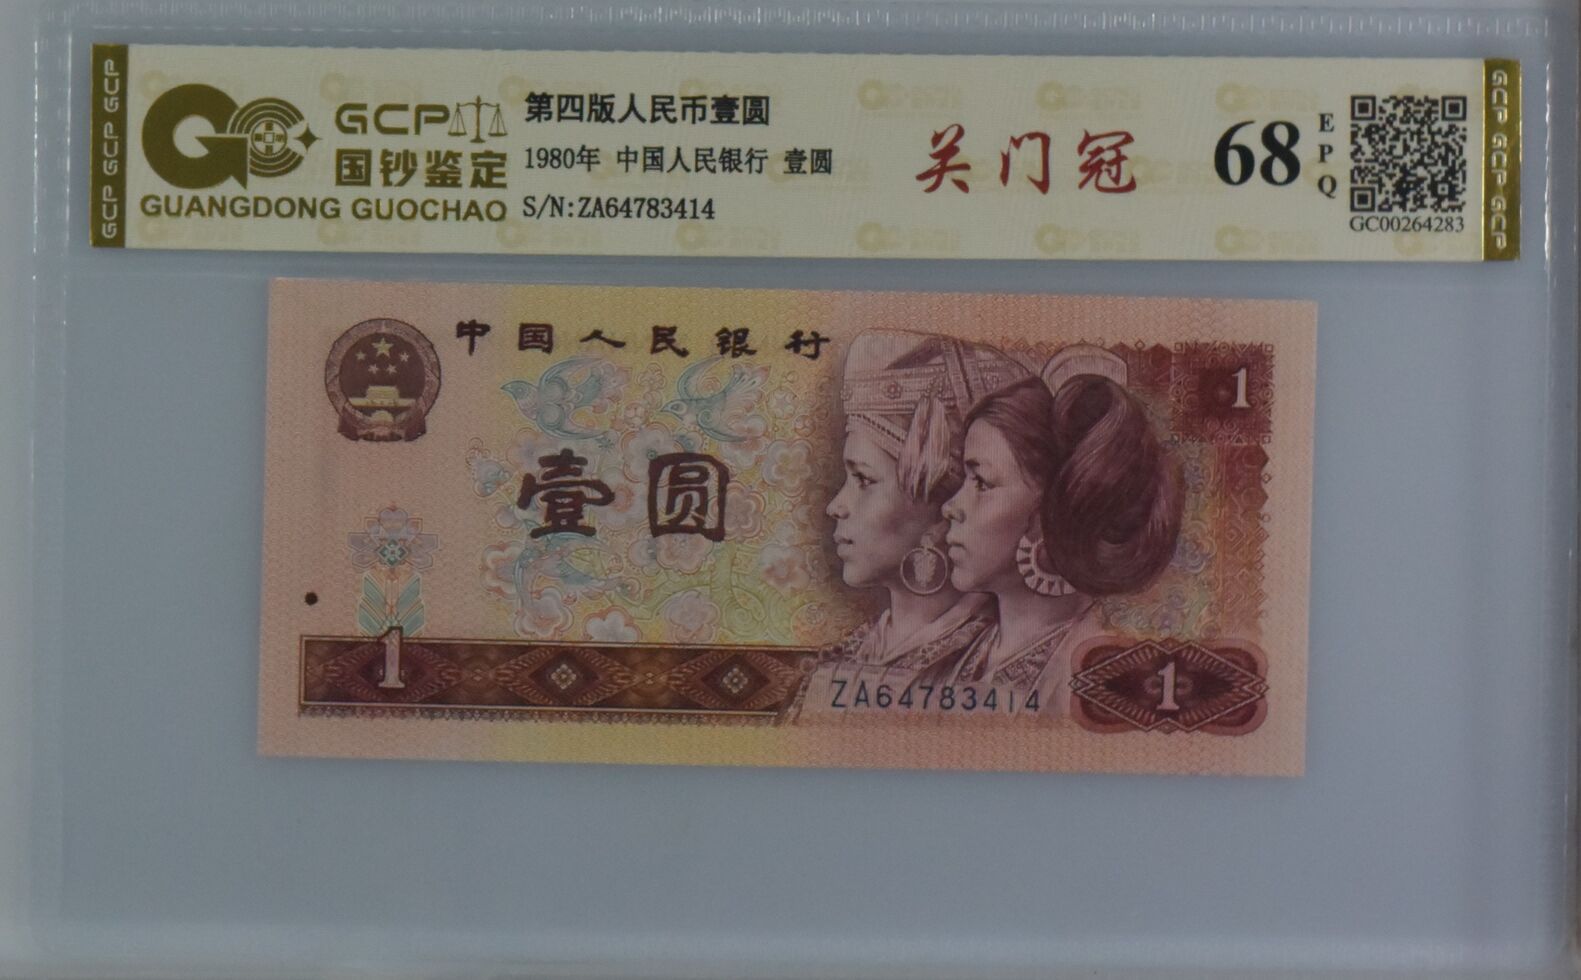 GCP GCP GCP
GCP
国钞鉴定
GUANGDONG GUOCHAO
第四版人民币壹圆
1980年 中国人民银行 壹圆
S/N:ZA64783414
关门冠
68
EPQ
GC00264283
GCP GCP GCP
中国人民银行
1
壹圆
1
ZA64783414
1